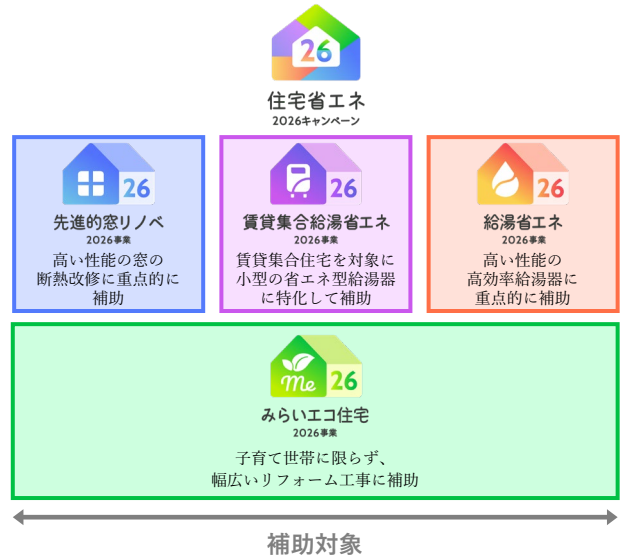 26
住宅省エネ
2026キャンペーン
26
先進的窓リノベ
2026事業
高い性能の窓の
断熱改修に重点的に
補助
26
賃貸集合給湯省エネ
2026事業
賃貸集合住宅を対象に
小型の省エネ型給湯器
に特化して補助
26
給湯省エネ
2026事業
高い性能の
高効率給湯器に
重点的に補助
Me 26
みらいエコ住宅
2026事業
子育て世帯に限らず、
幅広いリフォーム工事に補助
補助対象